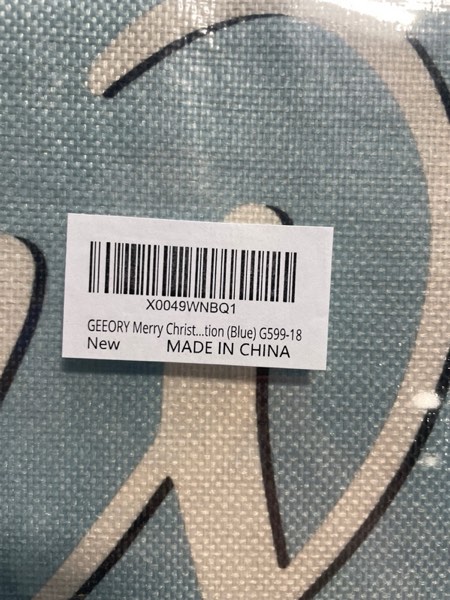 X0049WNBQ1
GEEORY Merry Christ...tion (Blue) G599-18
New MADE IN CHINA